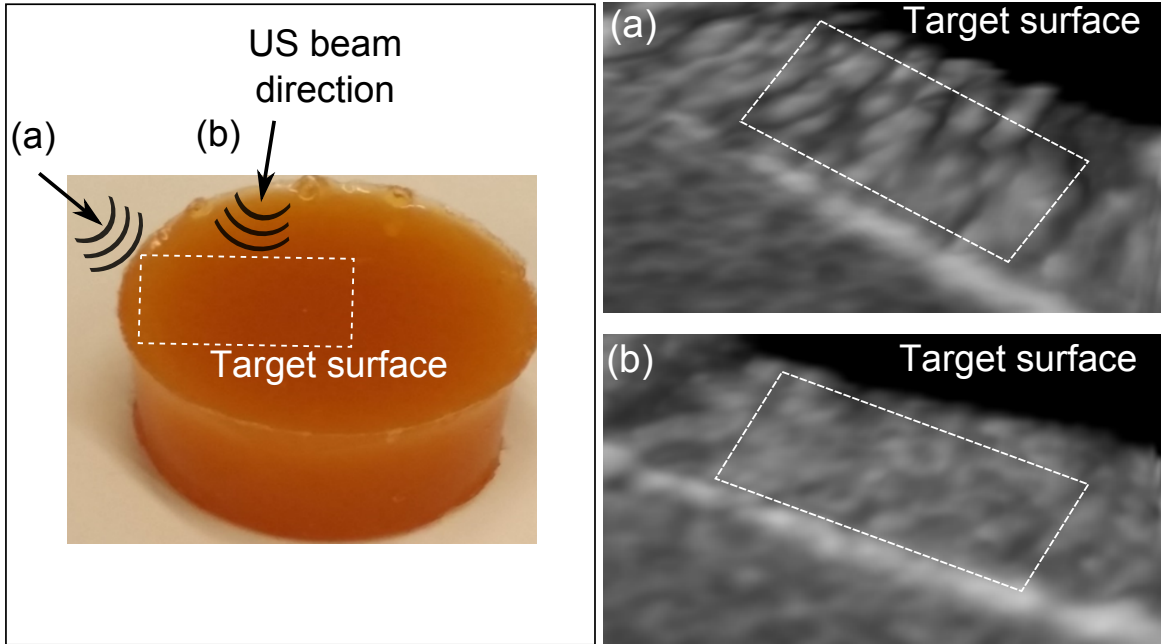 US beam
direction
(a)
(b)
Target surface
(a)
Target surface
(b)
Target surface